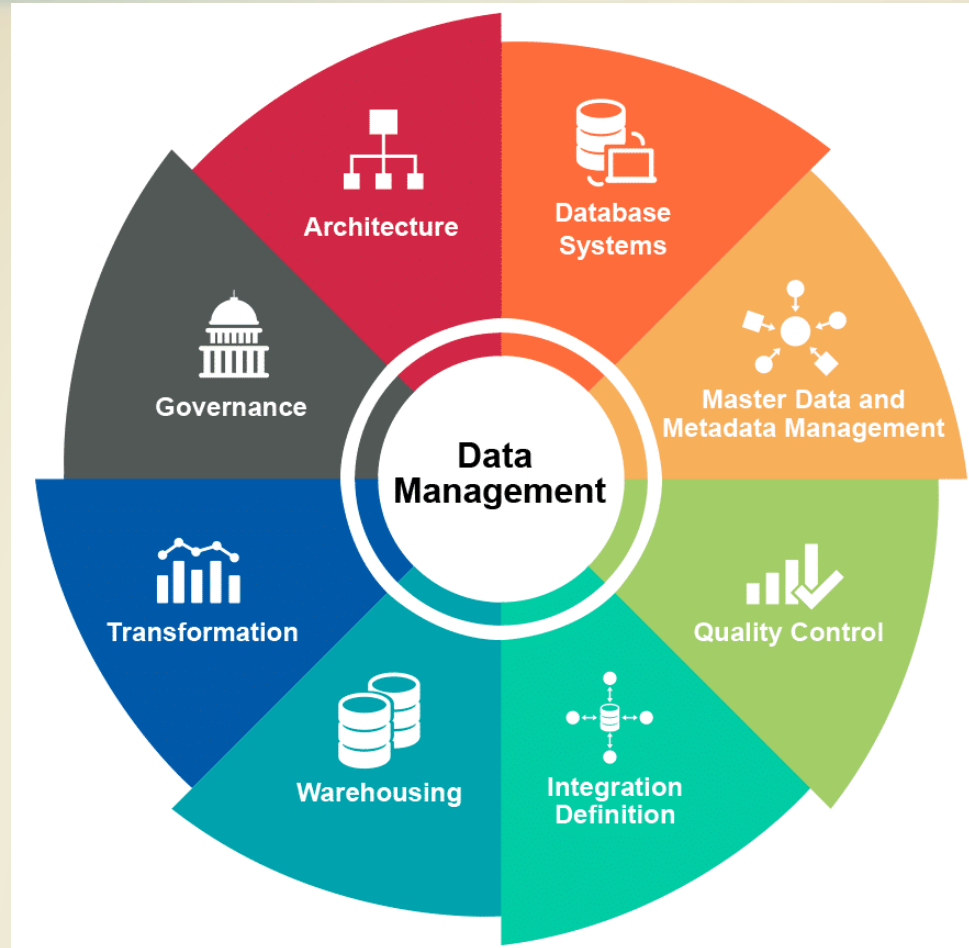 Architecture
Database
Systems
Governance
Master Data and
Metadata Management
Data
Management
Transformation
Quality Control
Warehousing
Integration
Definition